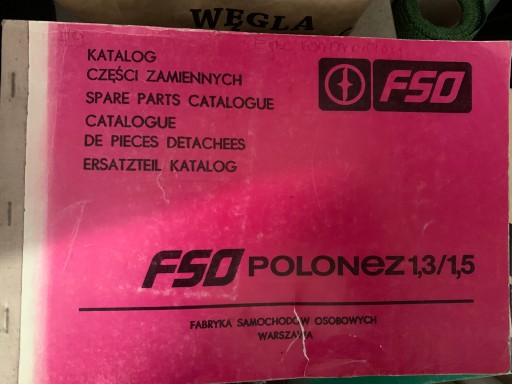 WĘGLA
KATALOG
CZĘŚCI ZAMIENNYCH
SPARE PARTS CATALOGUE
CATALOGUE
DE PIECES DETACHEES
ERSATZTEIL KATALOG
FSO
FSO POLONEZ 1,3/1,5
FABRYKA SAMOCHODÓW OSOBOWYCH
WARSZAWA